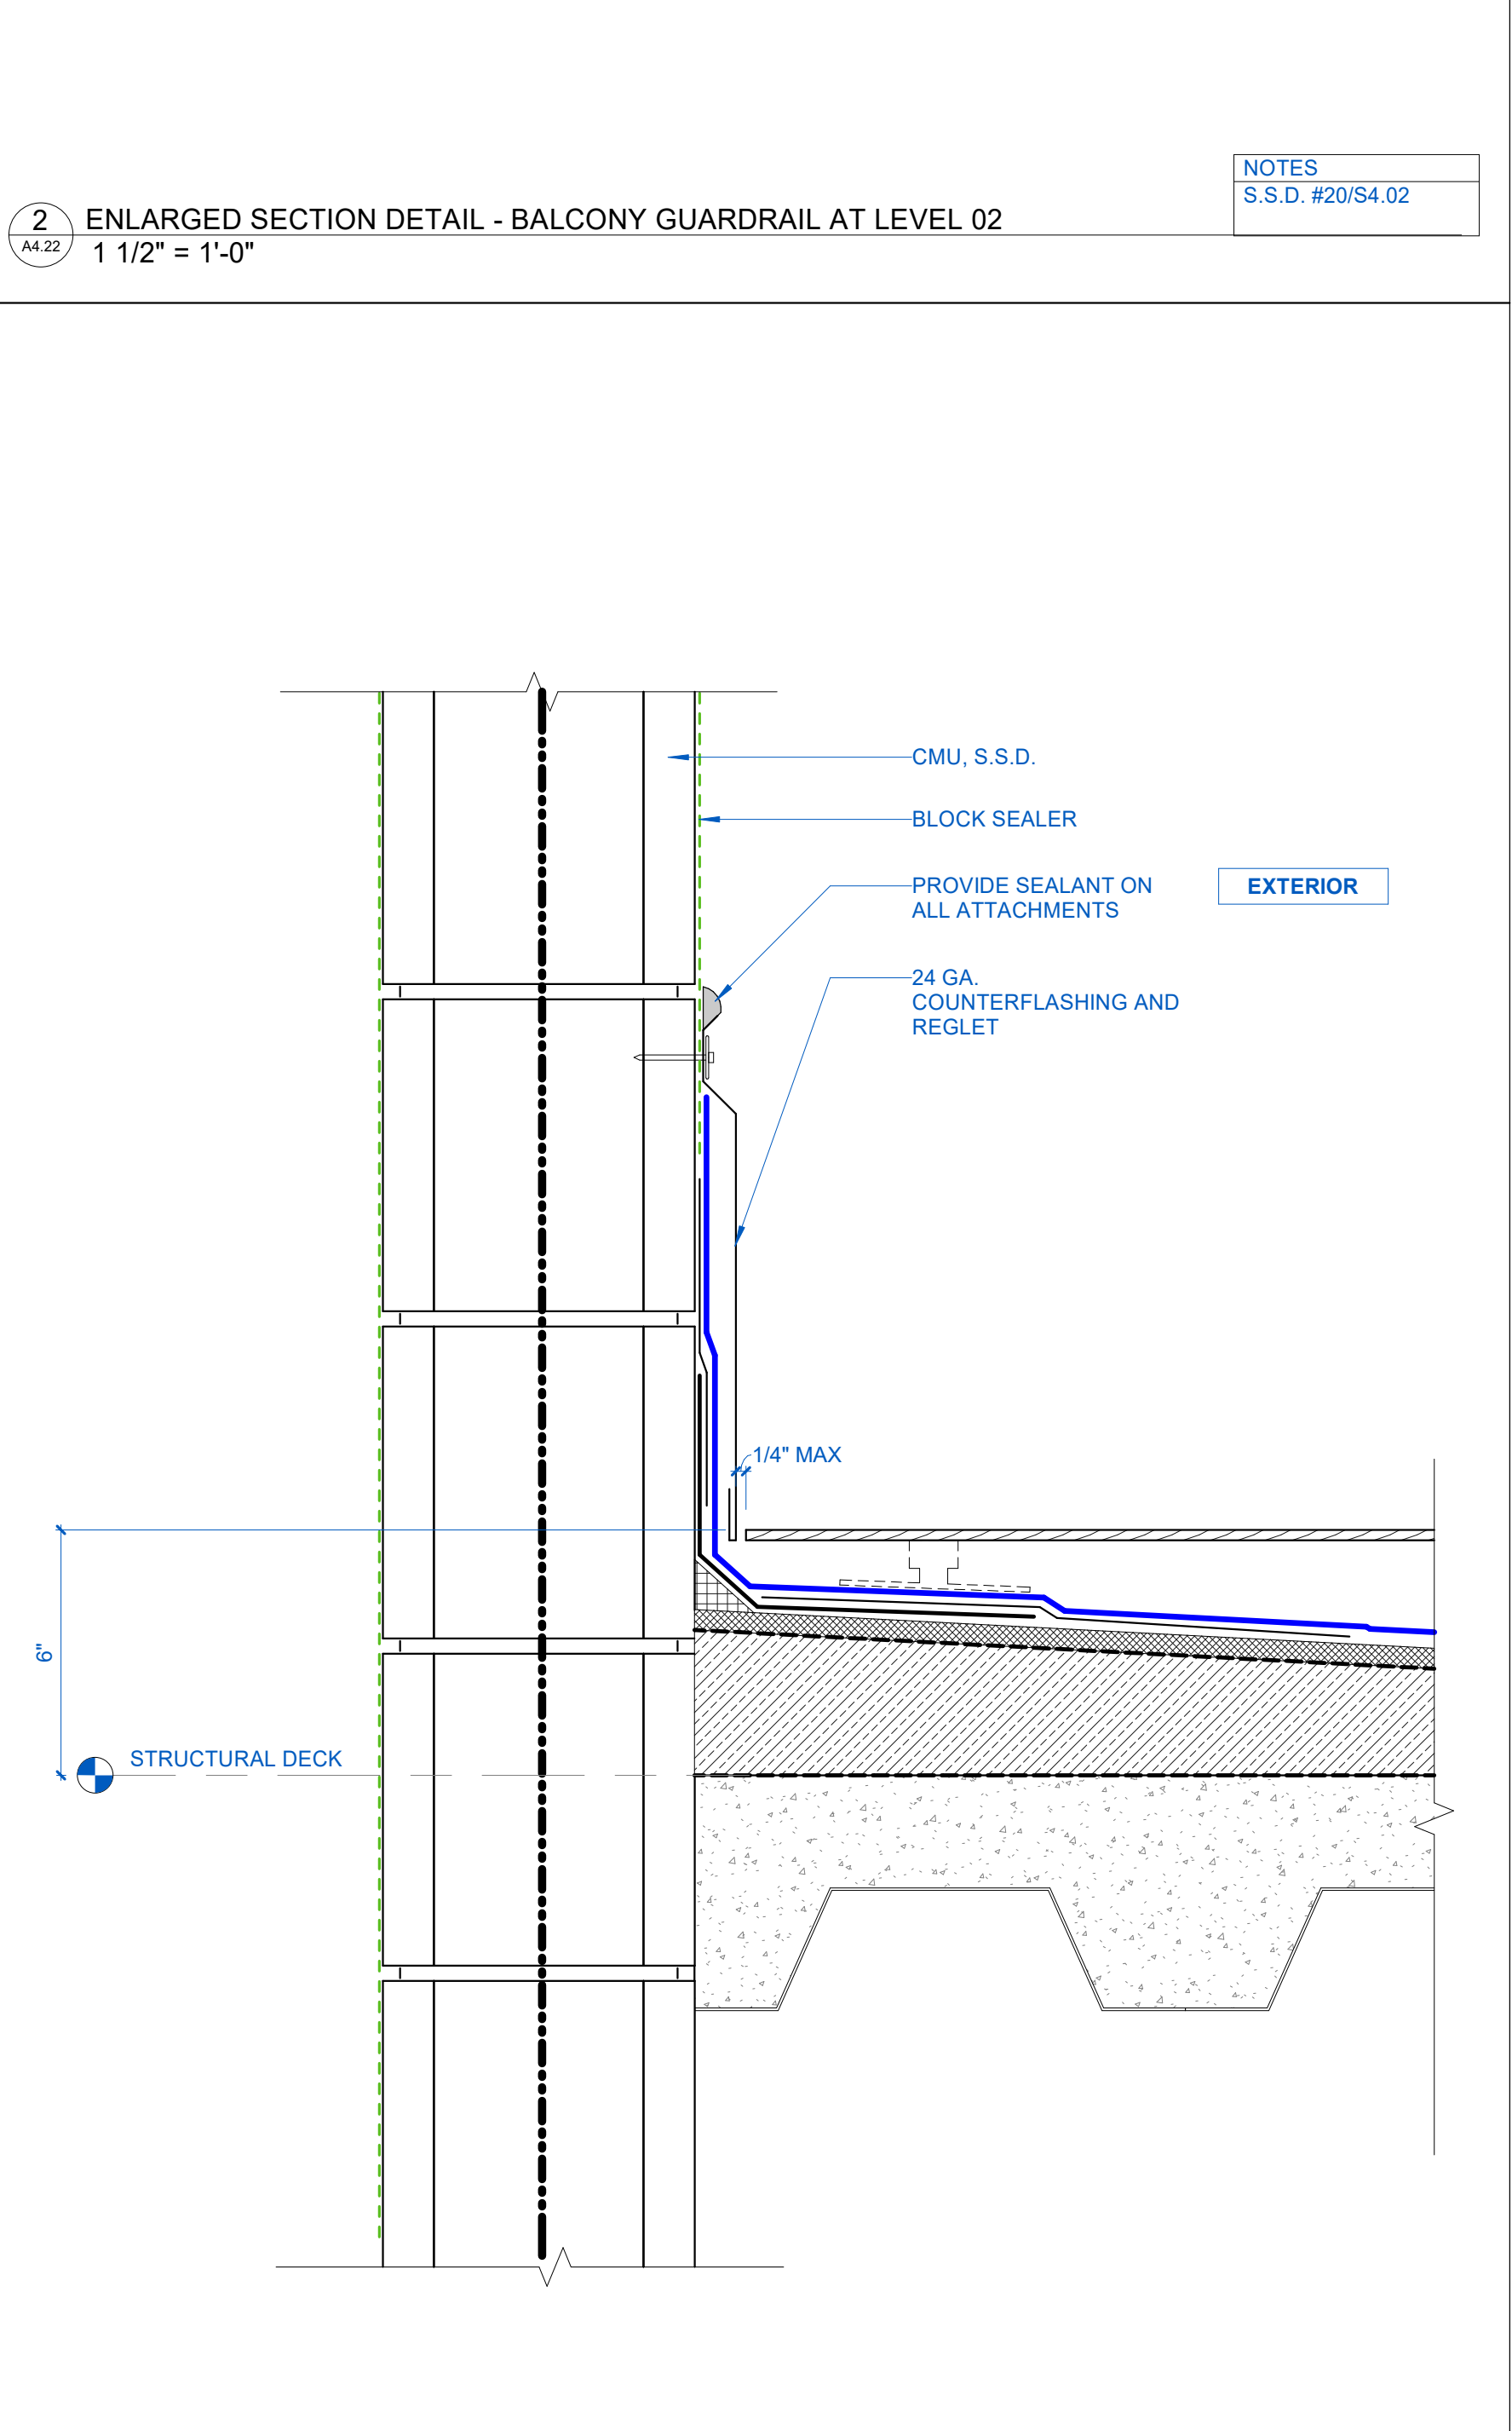 NOTES
S.S.D. #20/S4.02
2
A4.22
ENLARGED SECTION DETAIL - BALCONY GUARDRAIL AT LEVEL 02
1 1/2" = 1'-0"
CMU, S.S.D.
BLOCK SEALER
PROVIDE SEALANT ON
ALL ATTACHMENTS
EXTERIOR
24 GA.
COUNTERFLASHING AND
REGLET
1/4" MAX
6"
STRUCTURAL DECK